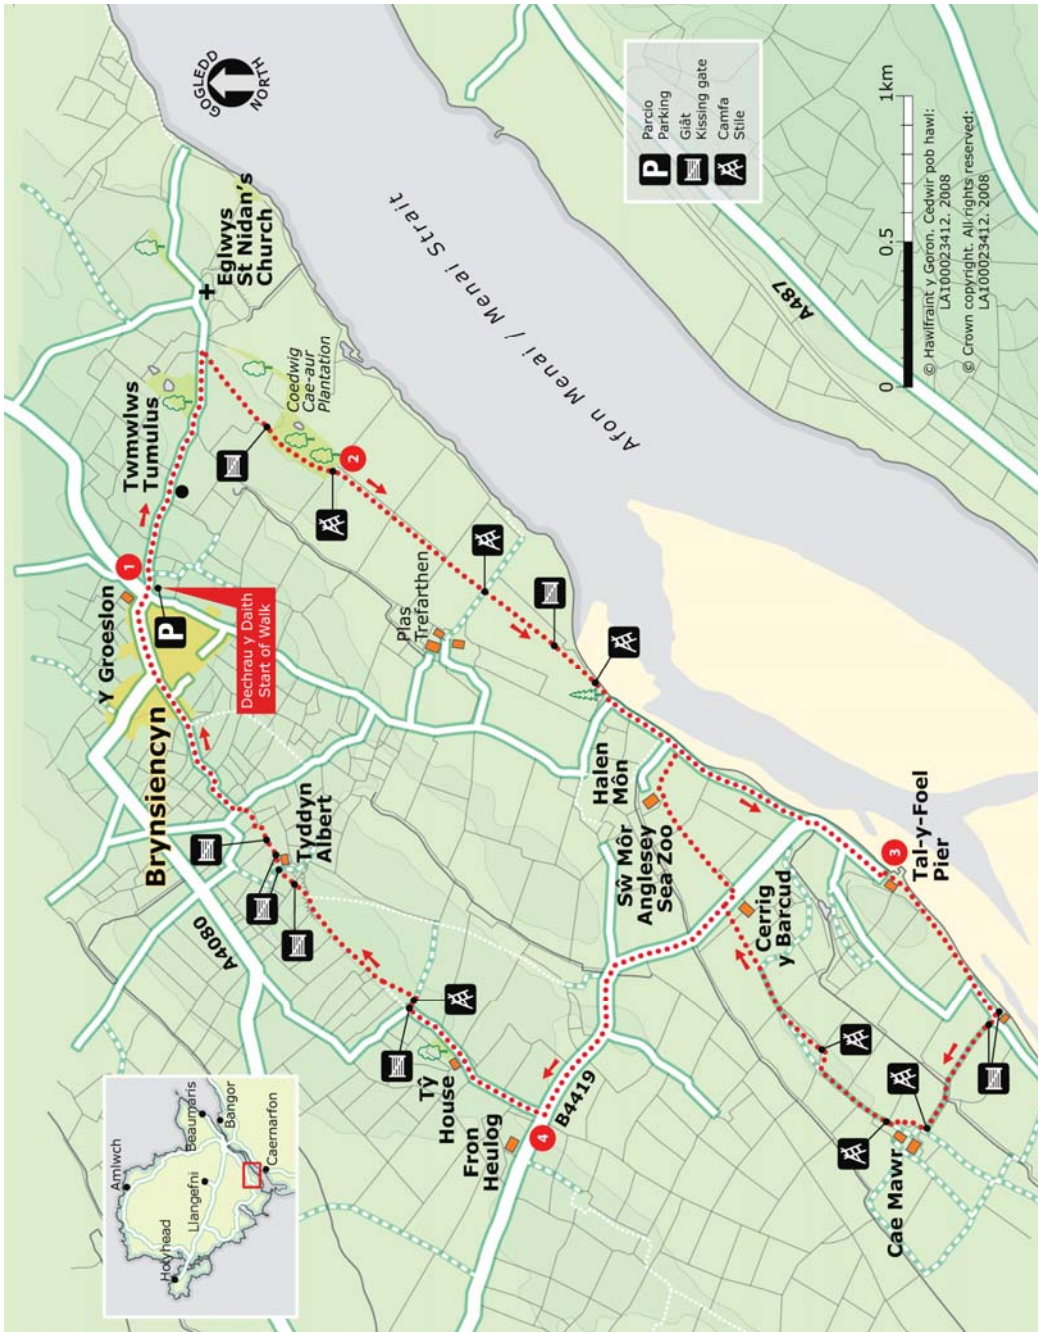 Amlwch
Holyhead
Llangefni
Beaumaris
Bangor
Caernarfon
GOGLEDD
NORTH
A4080
Brynsiencyn
Y Groeslon
P
1
Twmwlws
Tumulus
Eglwys
St Nidan's
Church
Dechrau y Daith
Start of Walk
Coedwig
Cae-aur
Plantation
2
Tyddyn
Albert
Plas
Trefarthen
Tŷ
House
Fron
Heulog
4
B4419
Halen
Môn
Sŵ Môr
Anglesey
Sea Zoo
Cerrig
y Barcud
Cae Mawr
3
Tal-y-Foel
Pier
Afon Menai / Menai Strait
A487
P
Parcio
Parking
Giât
Kissing gate
Camfa
Stile
0
0.5
1km
© Hawlfraint y Goron. Cedwir pob hawl:
LA100023412. 2008
© Crown copyright. All rights reserved:
LA100023412. 2008